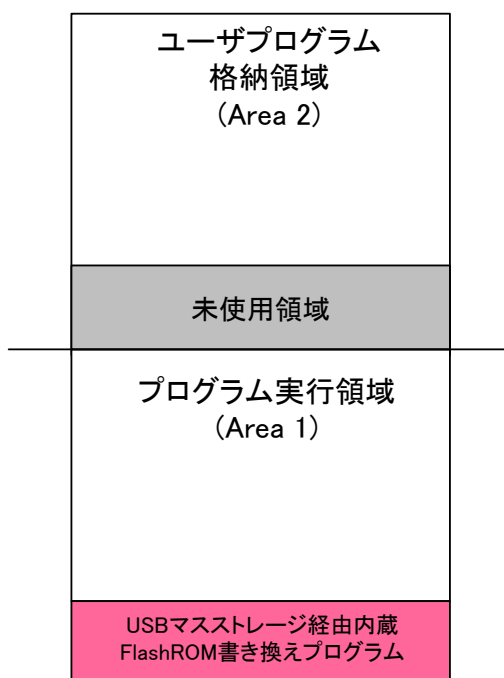 ユーザプログラム
格納領域
(Area 2)
未使用領域
プログラム実行領域
(Area 1)
USBマスストレージ経由内蔵
FlashROM書き換えプログラム